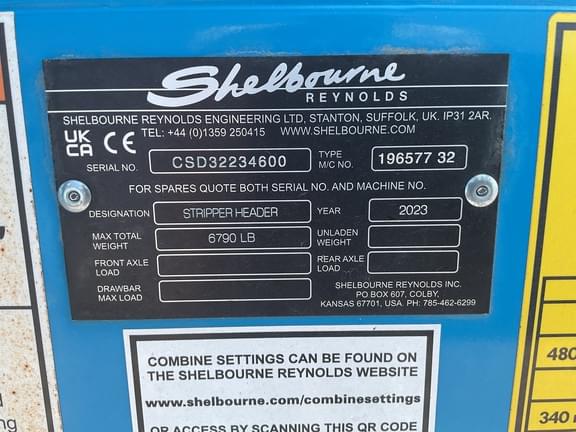 Shelbourne
REYNOLDS
SHELBOURNE REYNOLDS ENGINEERING LTD, STANTON, SUFFOLK, UK. IP31 2AR.
UK CA CE TEL: +44 (0)1359 250415 WWW.SHELBOURNE.COM
SERIAL NO. CSD32234600 TYPE M/C NO. 196577 32
FOR SPARES QUOTE BOTH SERIAL NO. AND MACHINE NO.
DESIGNATION STRIPPER HEADER YEAR 2023
MAX TOTAL WEIGHT 6790 LB UNLADEN WEIGHT
FRONT AXLE LOAD REAR AXLE LOAD
DRAWBAR MAX LOAD
SHELBOURNE REYNOLDS INC.
PO BOX 607, COLBY,
KANSAS 67701, USA. PH: 785-462-6299
COMBINE SETTINGS CAN BE FOUND ON
THE SHELBOURNE REYNOLDS WEBSITE
www.shelbourne.com/combinesettings
OR ACCESS BY SCANNING THIS QR CODE
480
340